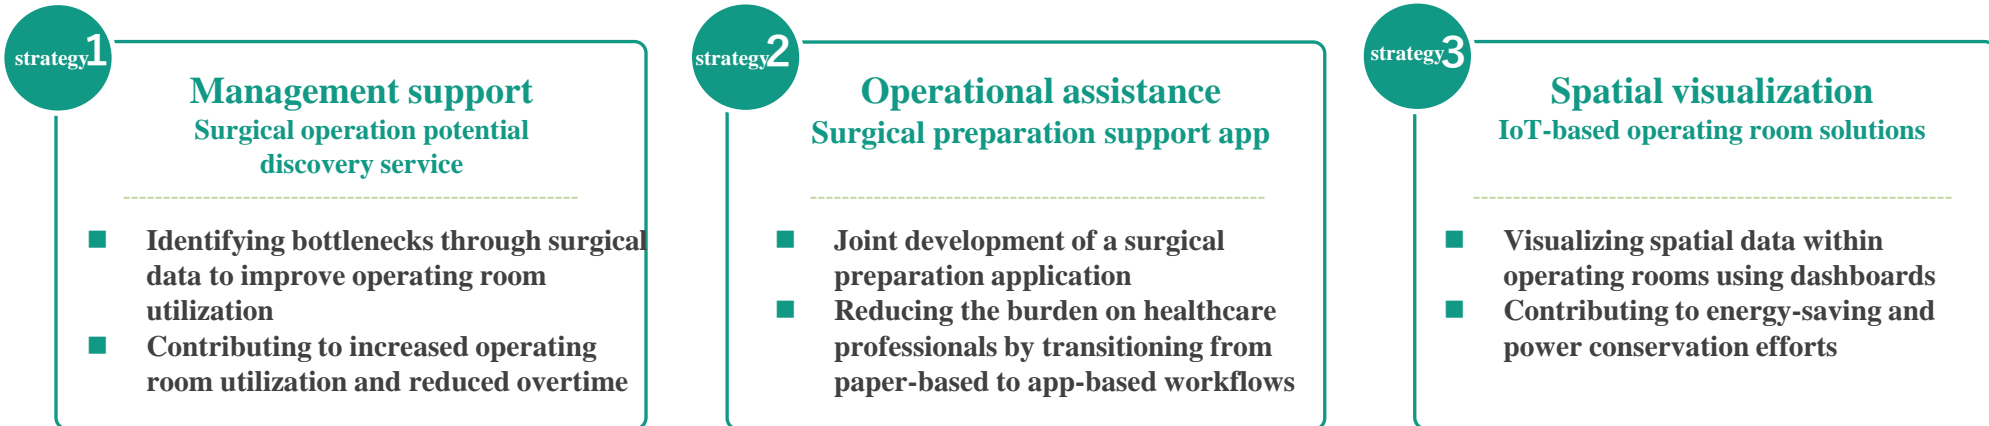 strategy1
Management support
Surgical operation potential
discovery service
Identifying bottlenecks through surgical
data to improve operating room
utilization
Contributing to increased operating
room utilization and reduced overtime
strategy2
Operational assistance
Surgical preparation support app
Joint development of a surgical
preparation application
Reducing the burden on healthcare
professionals by transitioning from
paper-based to app-based workflows
strategy3
Spatial visualization
IoT-based operating room solutions
Visualizing spatial data within
operating rooms using dashboards
Contributing to energy-saving and
power conservation efforts